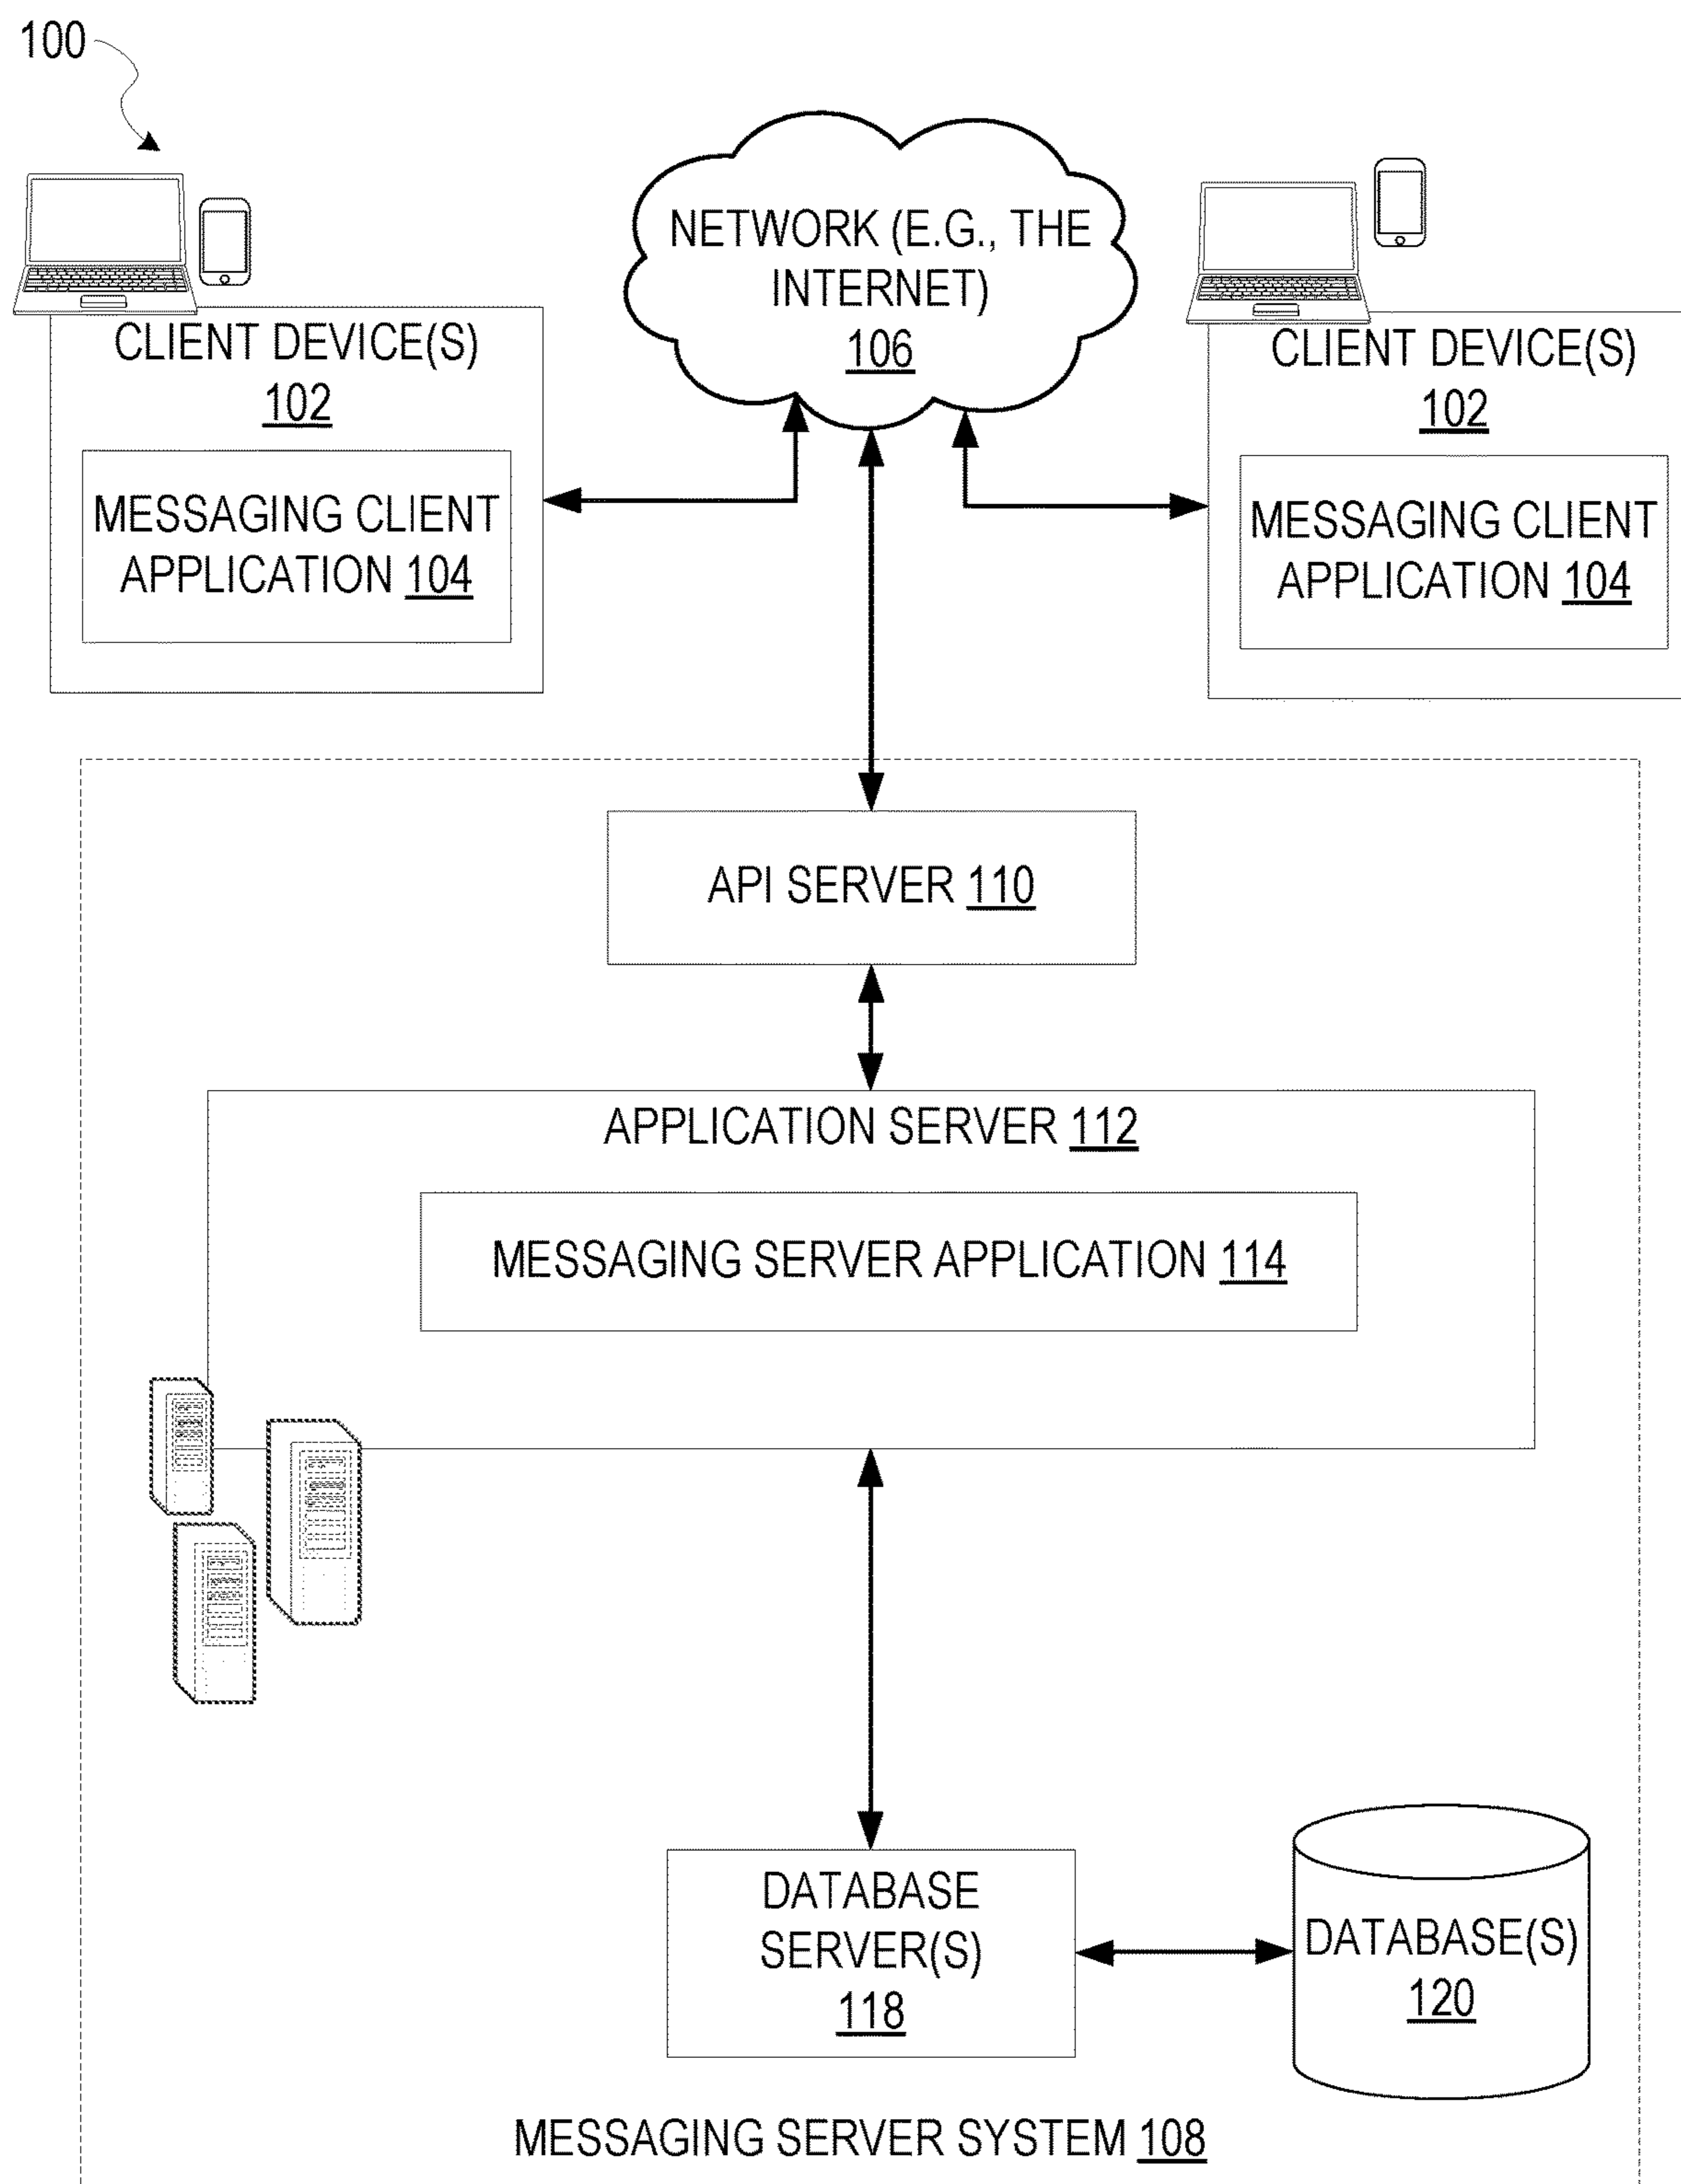 100
NETWORK (E.G., THE
INTERNET)
106
CLIENT DEVICE(S)
102
MESSAGING CLIENT
APPLICATION 104
CLIENT DEVICE(S)
102
MESSAGING CLIENT
APPLICATION 104
API SERVER 110
APPLICATION SERVER 112
MESSAGING SERVER APPLICATION 114
DATABASE
SERVER(S)
118
DATABASE(S)
120
MESSAGING SERVER SYSTEM 108